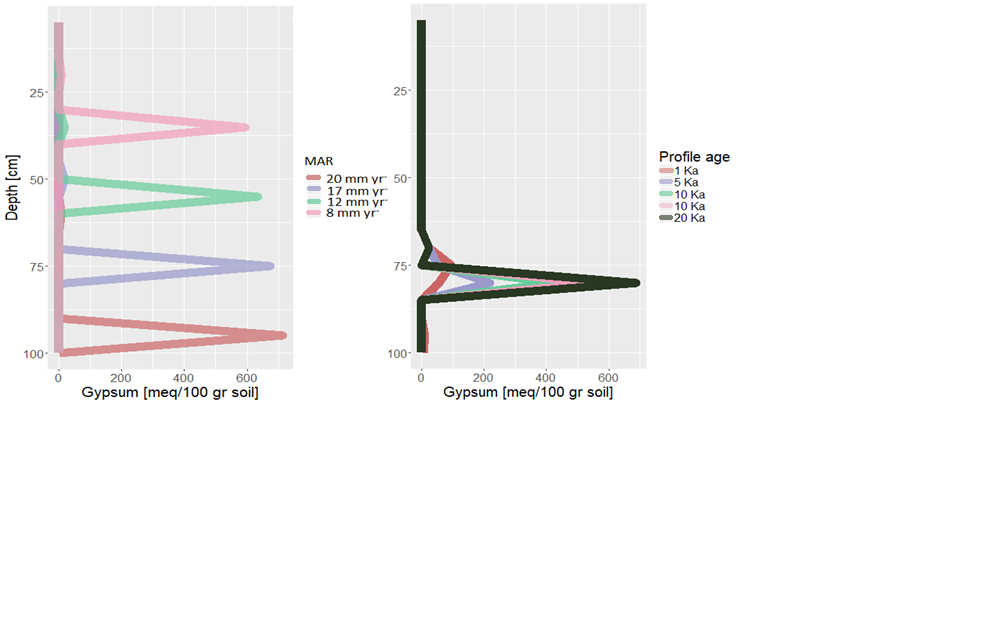 Depth [cm]
25
50
75
100
0
200
400
600
Gypsum [meq/100 gr soil]
MAR
20 mm yr⁻
17 mm yr⁻
12 mm yr⁻
8 mm yr⁻
25
50
75
100
0
200
400
600
Gypsum [meq/100 gr soil]
Profile age
1 Ka
5 Ka
10 Ka
10 Ka
20 Ka